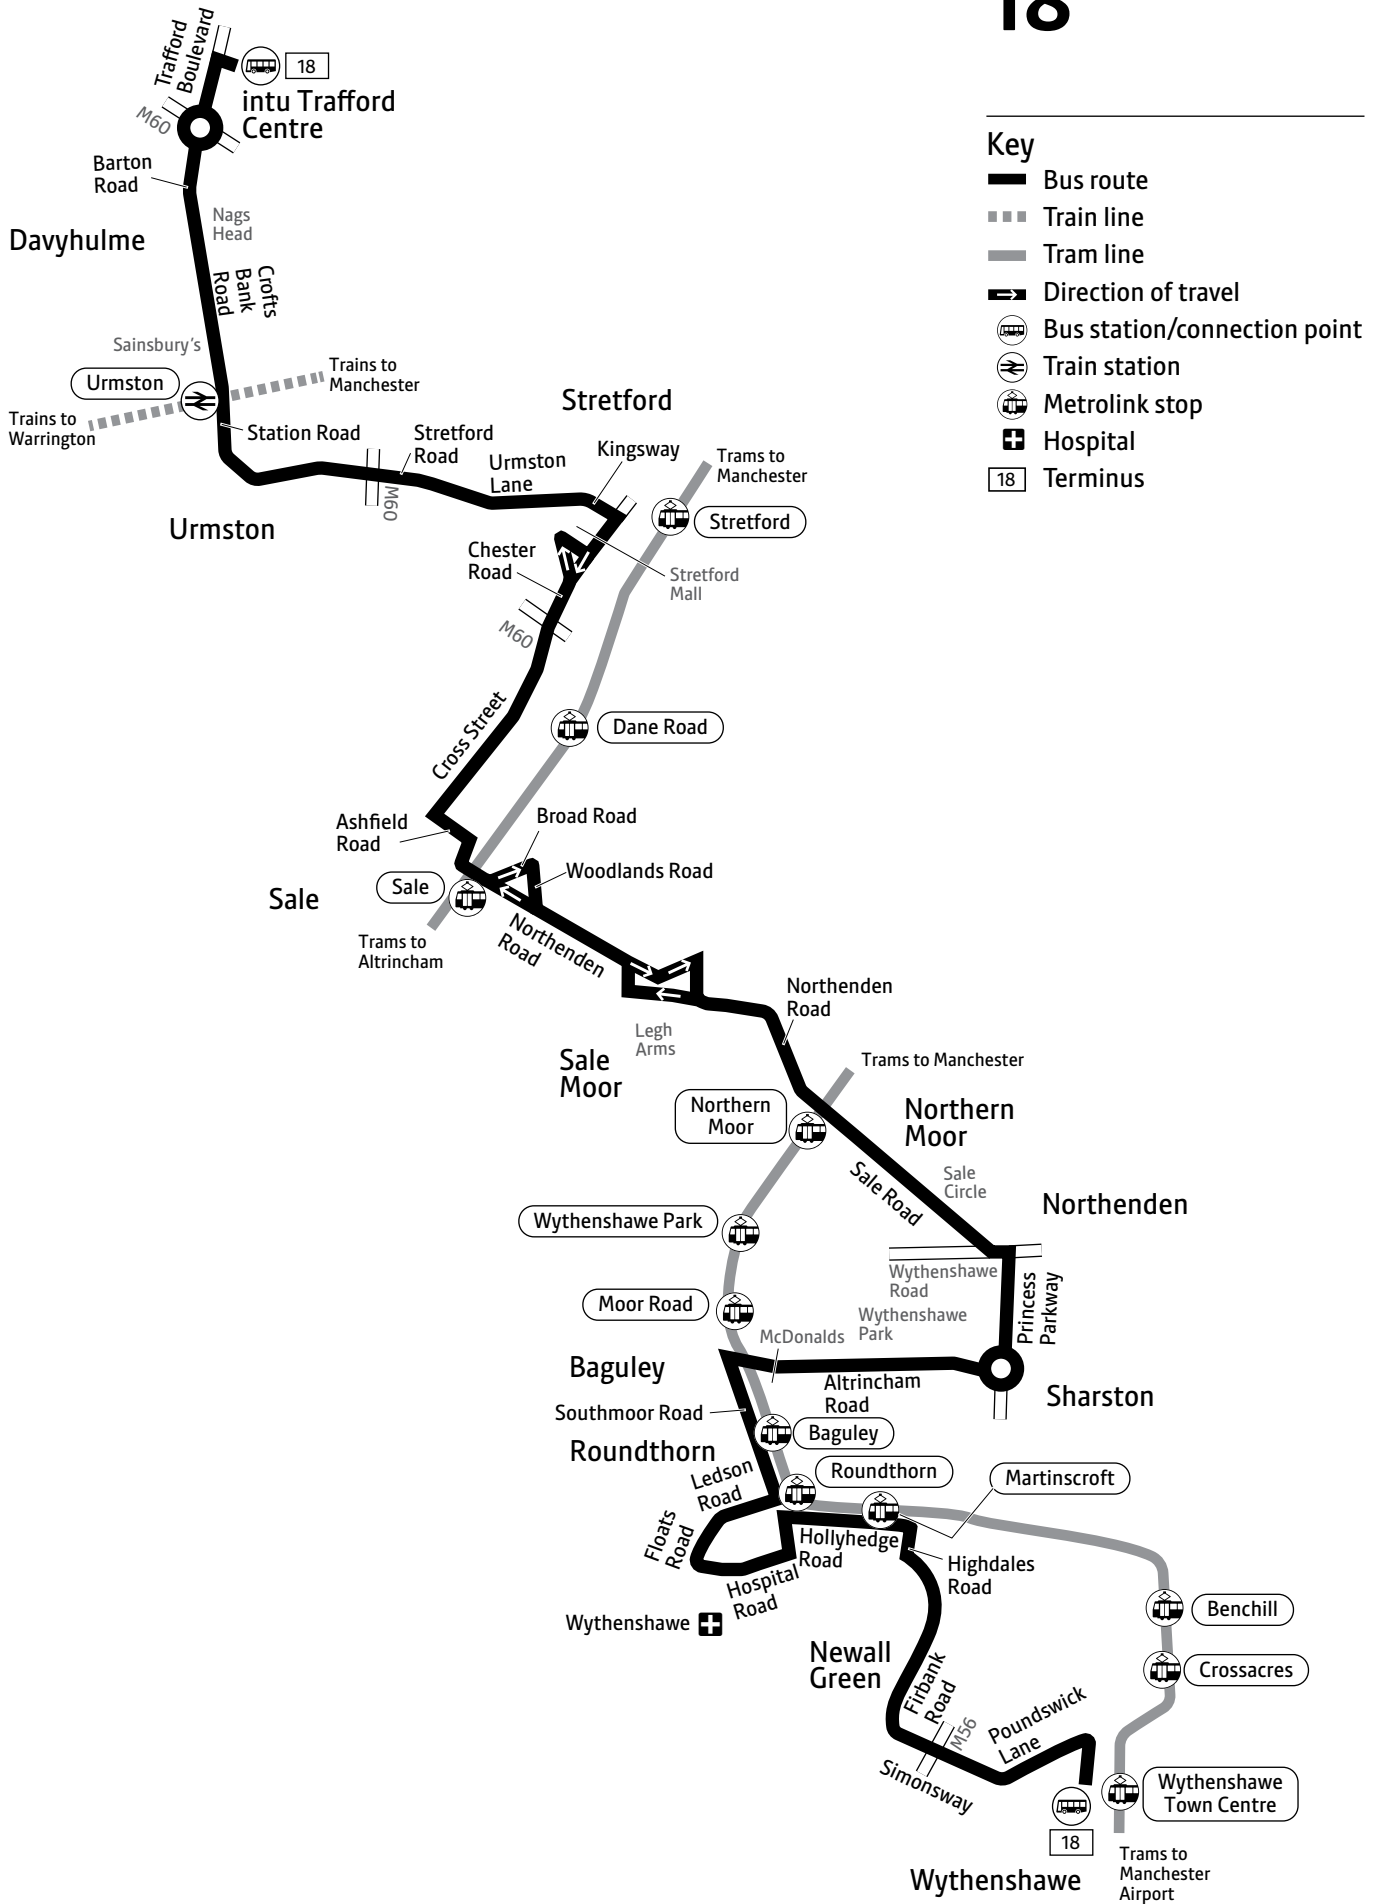 18
Trafford
Boulevard
18
intu Trafford
Centre
M60
Barton
Road
Nags
Head
Davyhulme
Crofts
Bank
Road
Sainsbury's
Urmston
Trains to
Manchester
Trains to
Warrington
Station Road
Stretford
Road
Urmston
Lane
M60
Urmston
Stretford
Kingsway
Trams to
Manchester
Stretford
Chester
Road
Stretford
Mall
M60
Dane Road
Cross Street
Ashfield
Road
Broad Road
Woodlands Road
Sale
Sale
Trams to
Altrincham
Northenden
Road
Northenden
Road
Legh
Arms
Sale
Moor
Trams to Manchester
Northern
Moor
Northern
Moor
Sale Road
Sale
Circle
Northenden
Wythenshawe Park
Wythenshawe
Road
Moor Road
Wythenshawe
Park
Princess
Parkway
McDonalds
Baguley
Altrincham
Road
Sharston
Southmoor Road
Baguley
Roundthorn
Roundthorn
Martinscroft
Ledson
Road
Floats
Road
Hollyhedge
Road
Highdales
Road
Hospital
Road
Wythenshawe
Benchill
Newall
Green
Crossacres
Firbank
Road
M56
Poundswick
Lane
Simonsway
Wythenshawe
Town Centre
18
Wythenshawe
Trams to
Manchester
Airport
Key
Bus route
Train line
Tram line
Direction of travel
Bus station/connection point
Train station
Metrolink stop
Hospital
18
Terminus